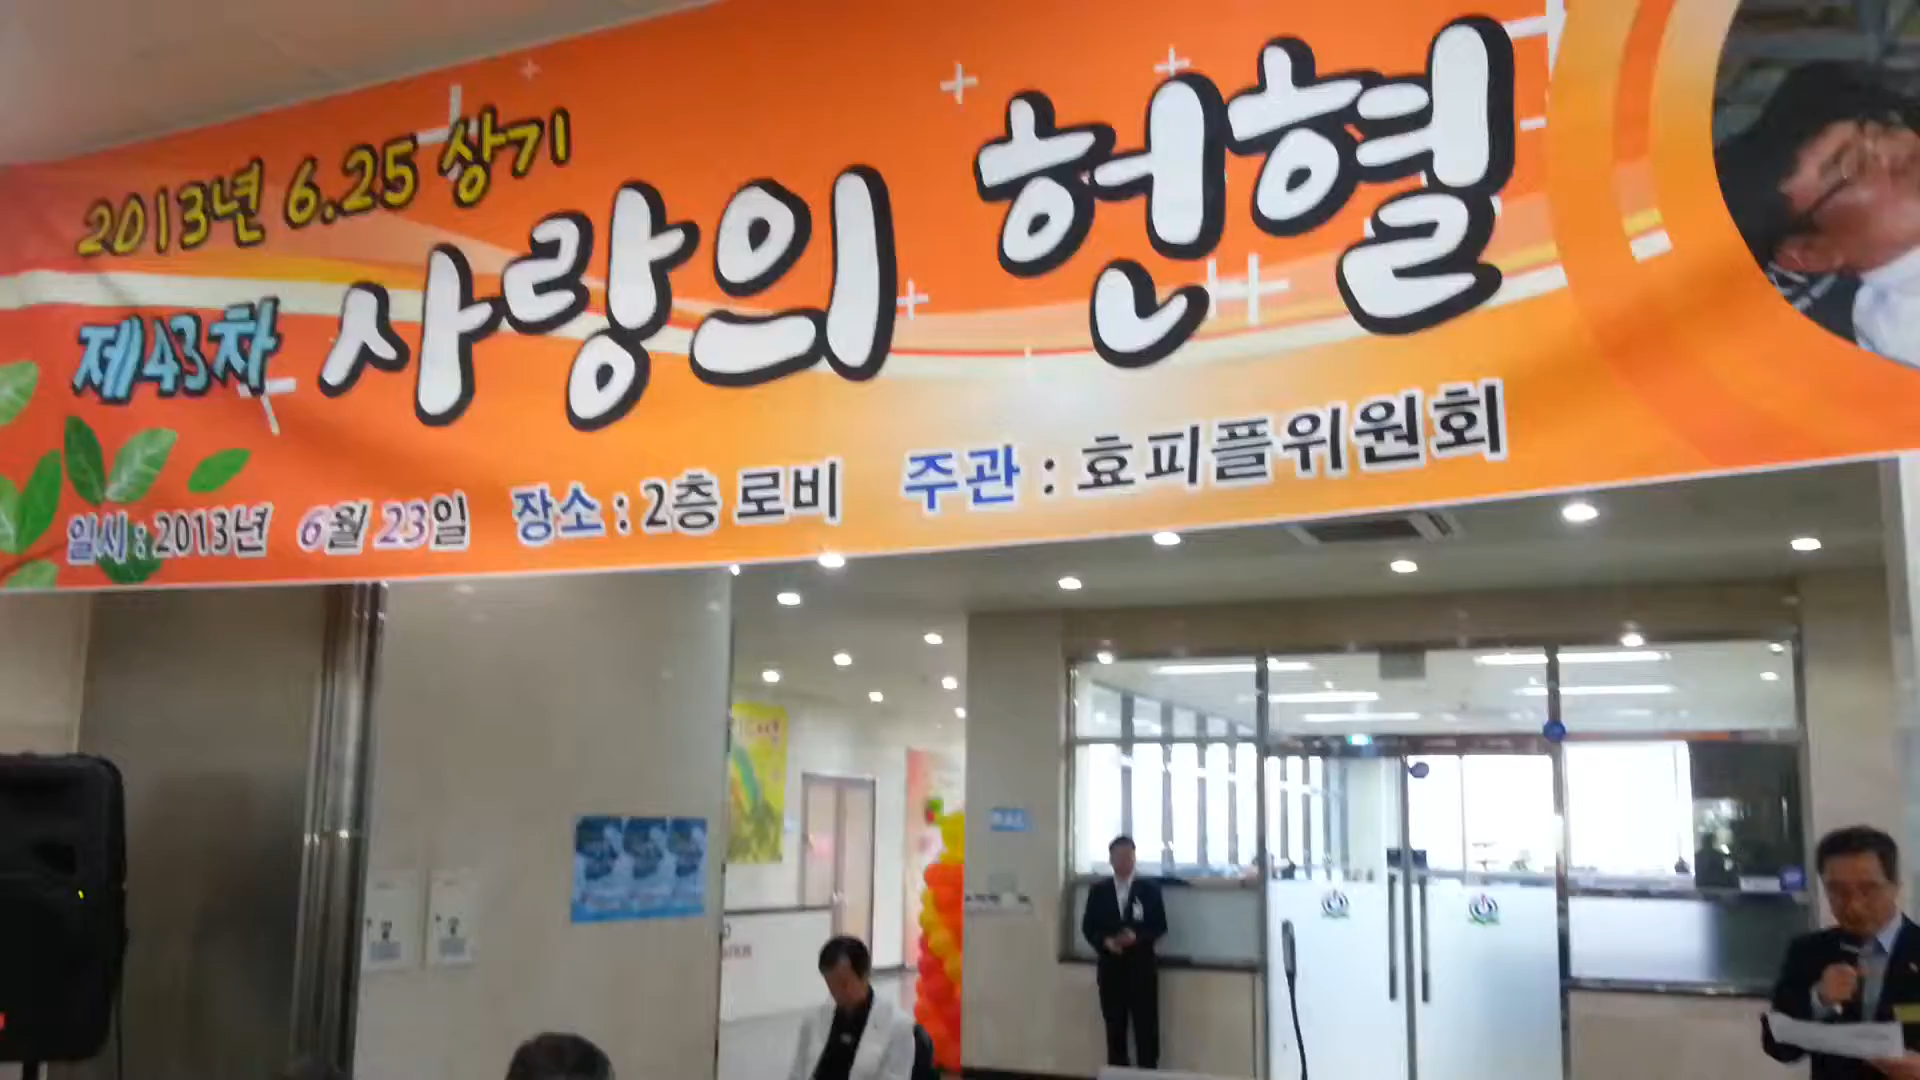 2013년 6.25 상기
제43차 사랑의 헌혈
일시 : 2013년 6월 23일 장소 : 2층 로비 주관 : 효피플위원회